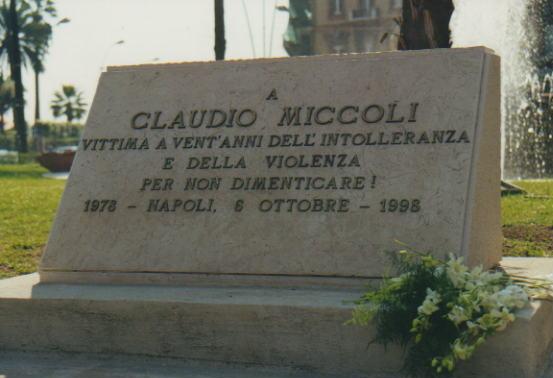 A
CLAUDIO MICCOLI
VITTIMA A VENT'ANNI DELL'INTOLLERANZA
E DELLA VIOLENZA
PER NON DIMENTICARE!
1978 - NAPOLI, 6 OTTOBRE - 1998